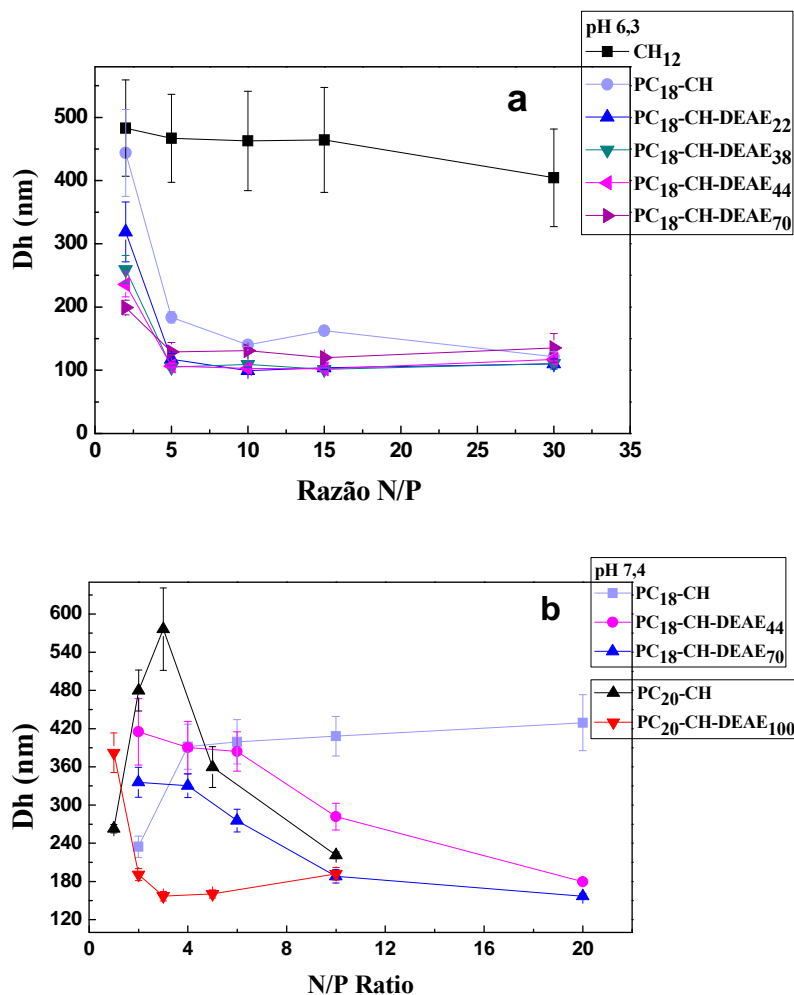 pH 6,3
CH12
PC18-CH
PC18-CH-DEAE22
PC18-CH-DEAE38
PC18-CH-DEAE44
PC18-CH-DEAE70
a
500
400
300
200
100
0
Dh (nm)
0 5 10 15 20 25 30 35
Razão N/P
pH 7,4
PC18-CH
PC18-CH-DEAE44
PC18-CH-DEAE70
PC20-CH
PC20-CH-DEAE100
b
600
540
480
420
360
300
240
180
120
Dh (nm)
0 4 8 12 16 20
N/P Ratio